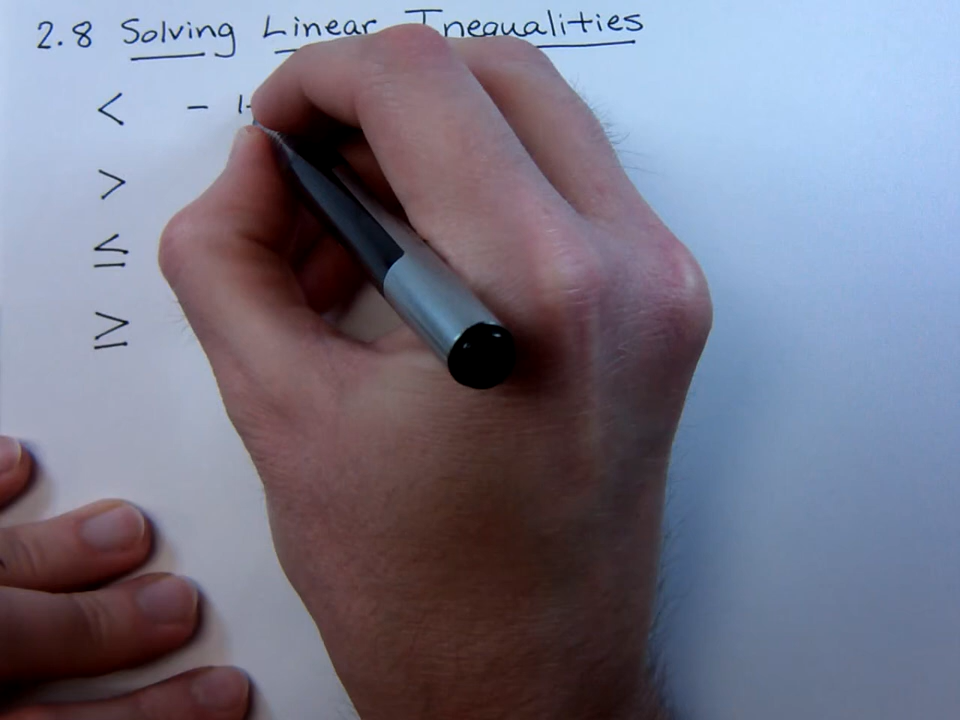 2.8 Solving Linear Inequalities
< -
>
≤
≥